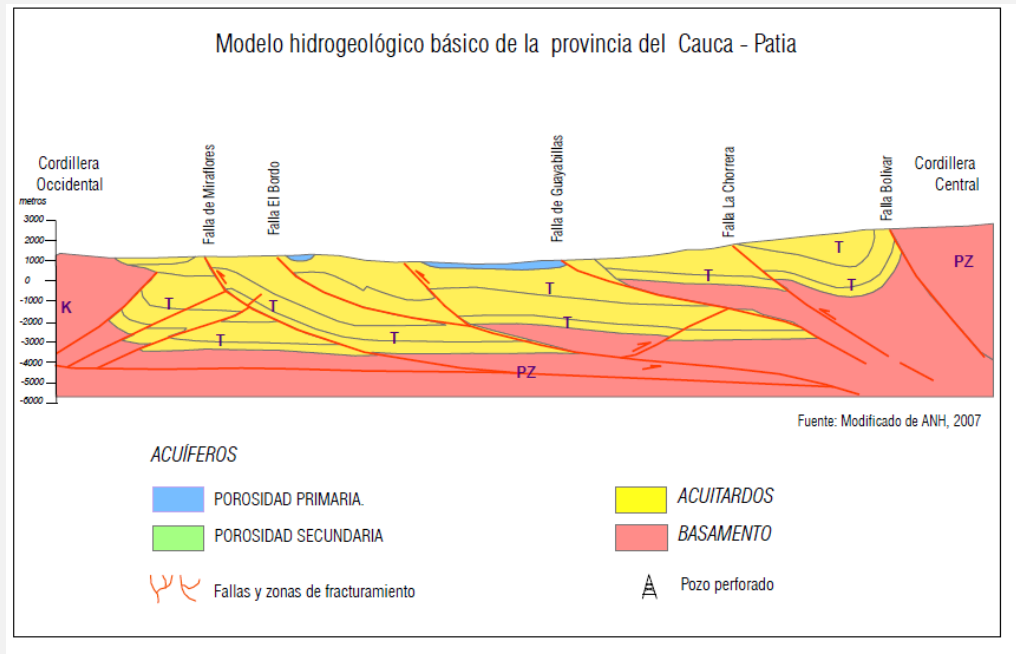 Modelo hidrogeológico básico de la provincia del Cauca - Patia
Cordillera
Occidental
Falla de Miraflores
Falla El Bordo
Falla de Guayabillas
Falla La Chorrera
Falla Bolívar
Cordillera
Central
metros
3000
2000
1000
0
-1000
-2000
-3000
-4000
-5000
-6000
K
T
T
T
T
T
T
T
T
T
PZ
PZ
Fuente: Modificado de ANH, 2007
ACUÍFEROS
POROSIDAD PRIMARIA.
POROSIDAD SECUNDARIA
Fallas y zonas de fracturamiento
ACUITARDOS
BASAMENTO
Pozo perforado